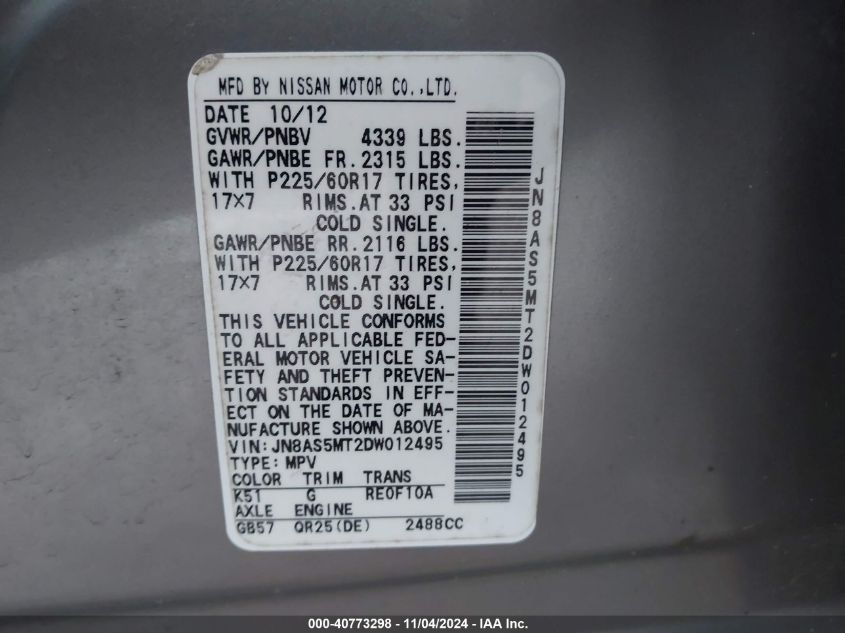 MFD BY NISSAN MOTOR CO.,LTD.
DATE 10/12
GVWR/PNBV 4339 LBS.
GAWR/PNBE FR.2315 LBS.
WITH P225/60R17 TIRES,
17X7 RIMS.AT 33 PSI
COLD SINGLE.
GAWR/PNBE RR.2116 LBS.
WITH P225/60R17 TIRES,
17X7 RIMS.AT 33 PSI
COLD SINGLE.
THIS VEHICLE CONFORMS
TO ALL APPLICABLE FED-
ERAL MOTOR VEHICLE SA-
FETY AND THEFT PREVEN-
TION STANDARDS IN EFF-
ECT ON THE DATE OF MA-
NUFACTURE SHOWN ABOVE.
VIN:JN8AS5MT2DW012495
TYPE:MPV
COLOR TRIM TRANS
K51 G RE0F10A
AXLE ENGINE
GB57 QR25(DE) 2488CC
JN8AS5MT2DW012495
000-40773298 - 11/04/2024 - IAA Inc.